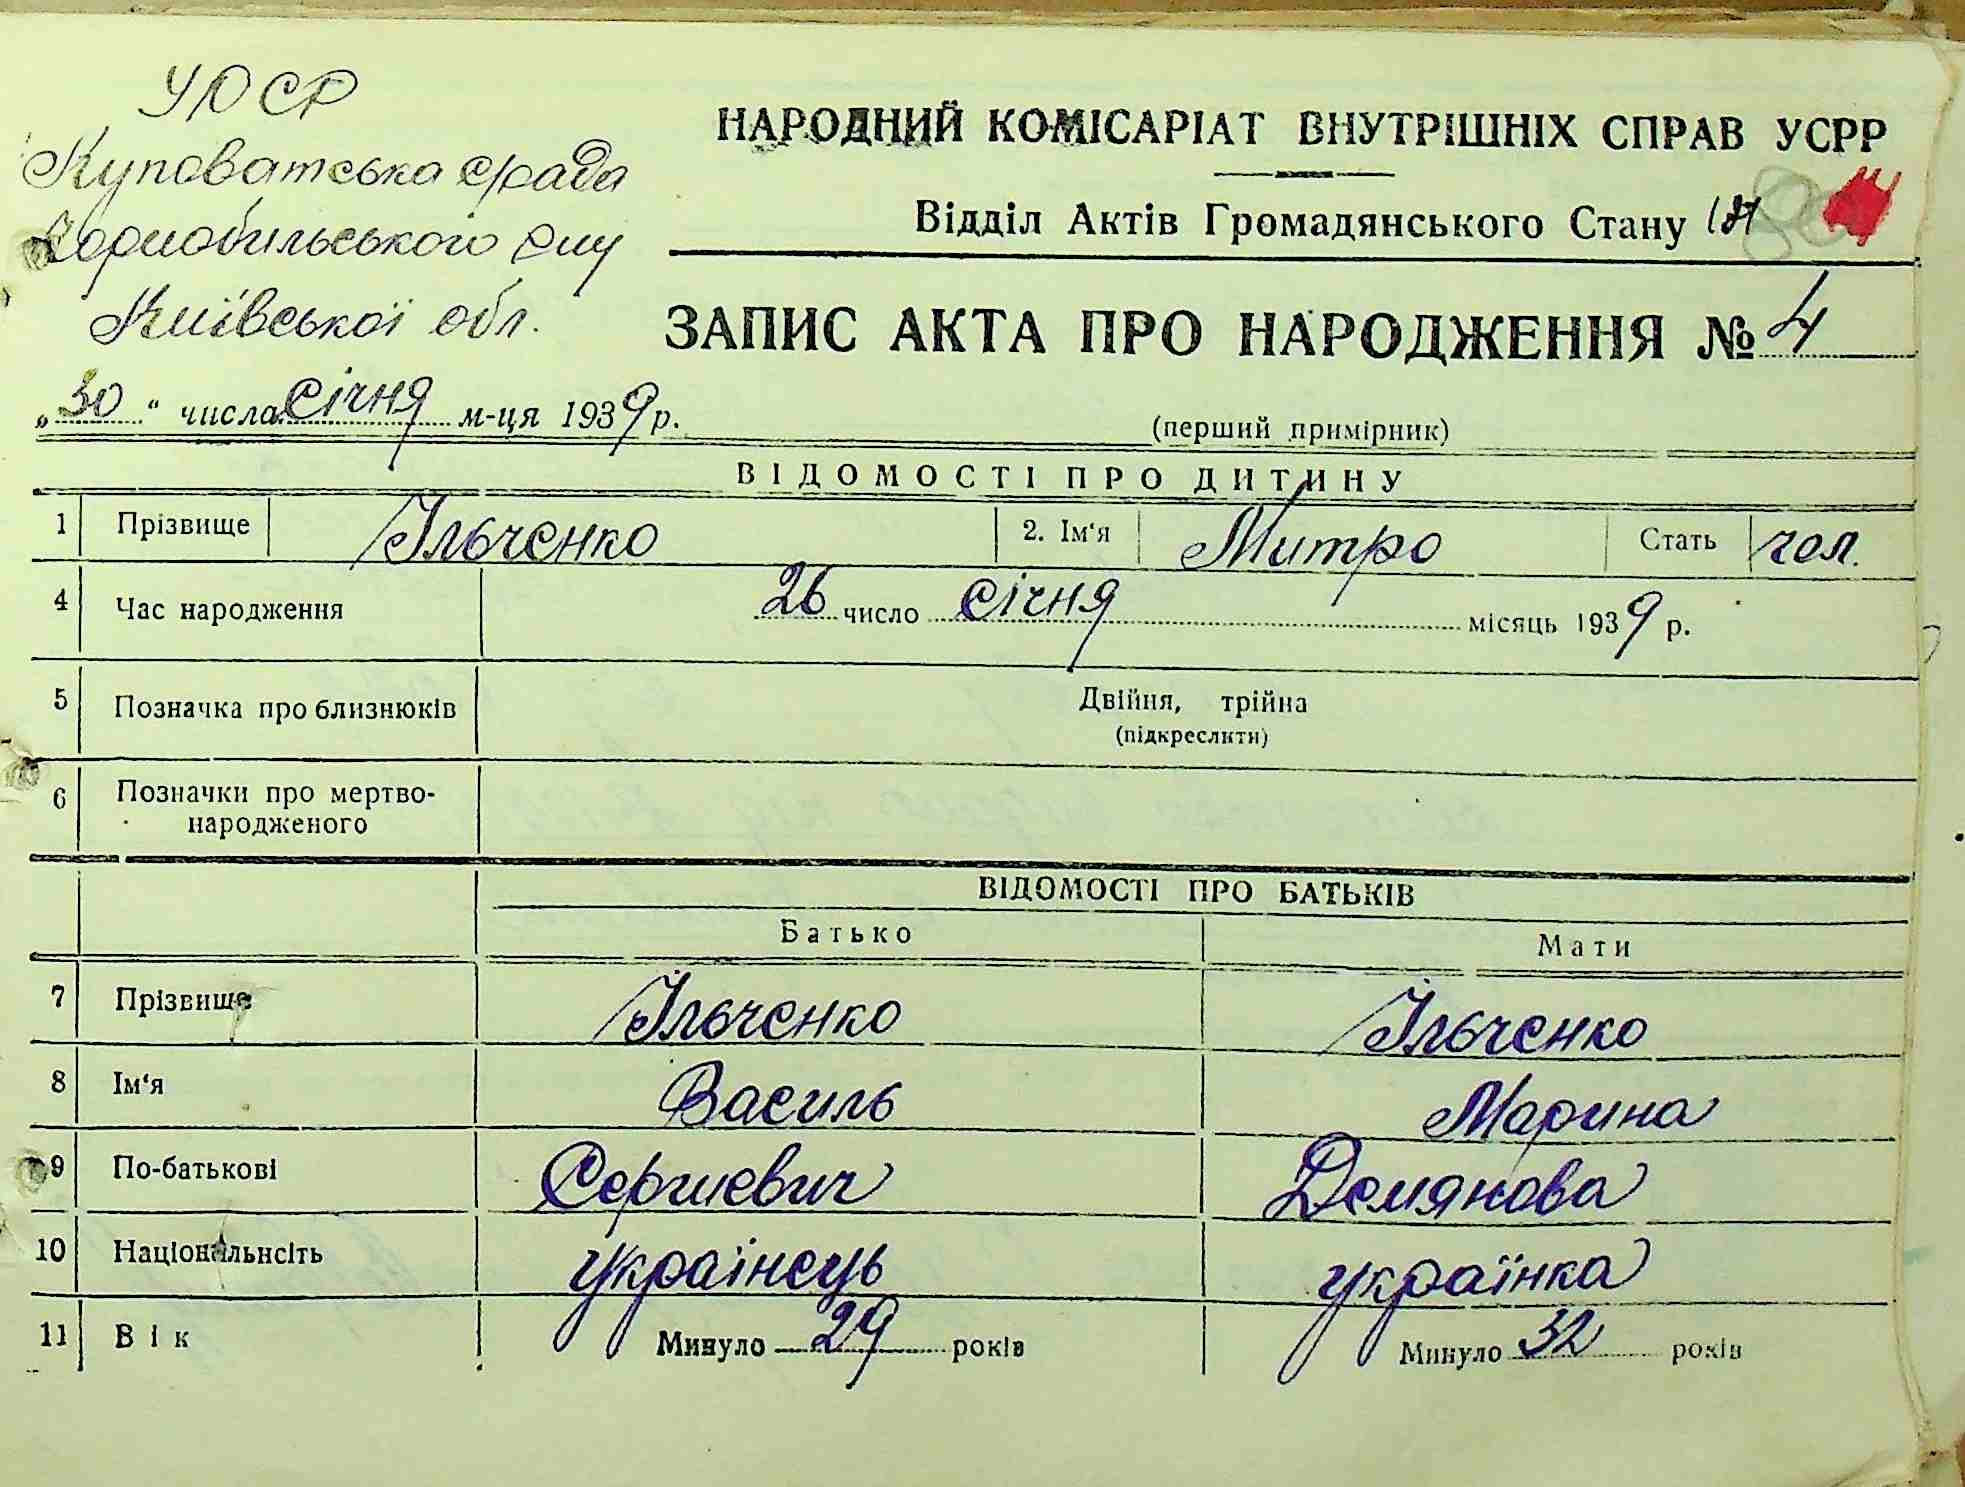 УССР
Куповатська с/рада
Чорнобильського р-ну
Київської обл.
НАРОДНИЙ КОМІСАРІАТ ВНУТРІШНІХ СПРАВ УСРР
Відділ Актів Громадянського Стану
ЗАПИС АКТА ПРО НАРОДЖЕННЯ № 4
„30“ числа січня м-ця 1939 р.
(перший примірник)
ВІДОМОСТІ ПРО ДИТИНУ
1 Прізвище Ільченко 2. Ім‘я Митро Стать чол.
4 Час народження 26 число січня місяць 1939 р.
5 Позначка про близнюків Двійня, трійна
(підкреслити)
6 Позначки про мертво-
народженого
ВІДОМОСТІ ПРО БАТЬКІВ
Батько Мати
7 Прізвище Ільченко Ільченко
8 Ім‘я Василь Марина
9 По-батькові Сергиевич Демянова
10 Націонѧльнсіть українець українка
11 Вік Минуло 29 років Минуло 32 років